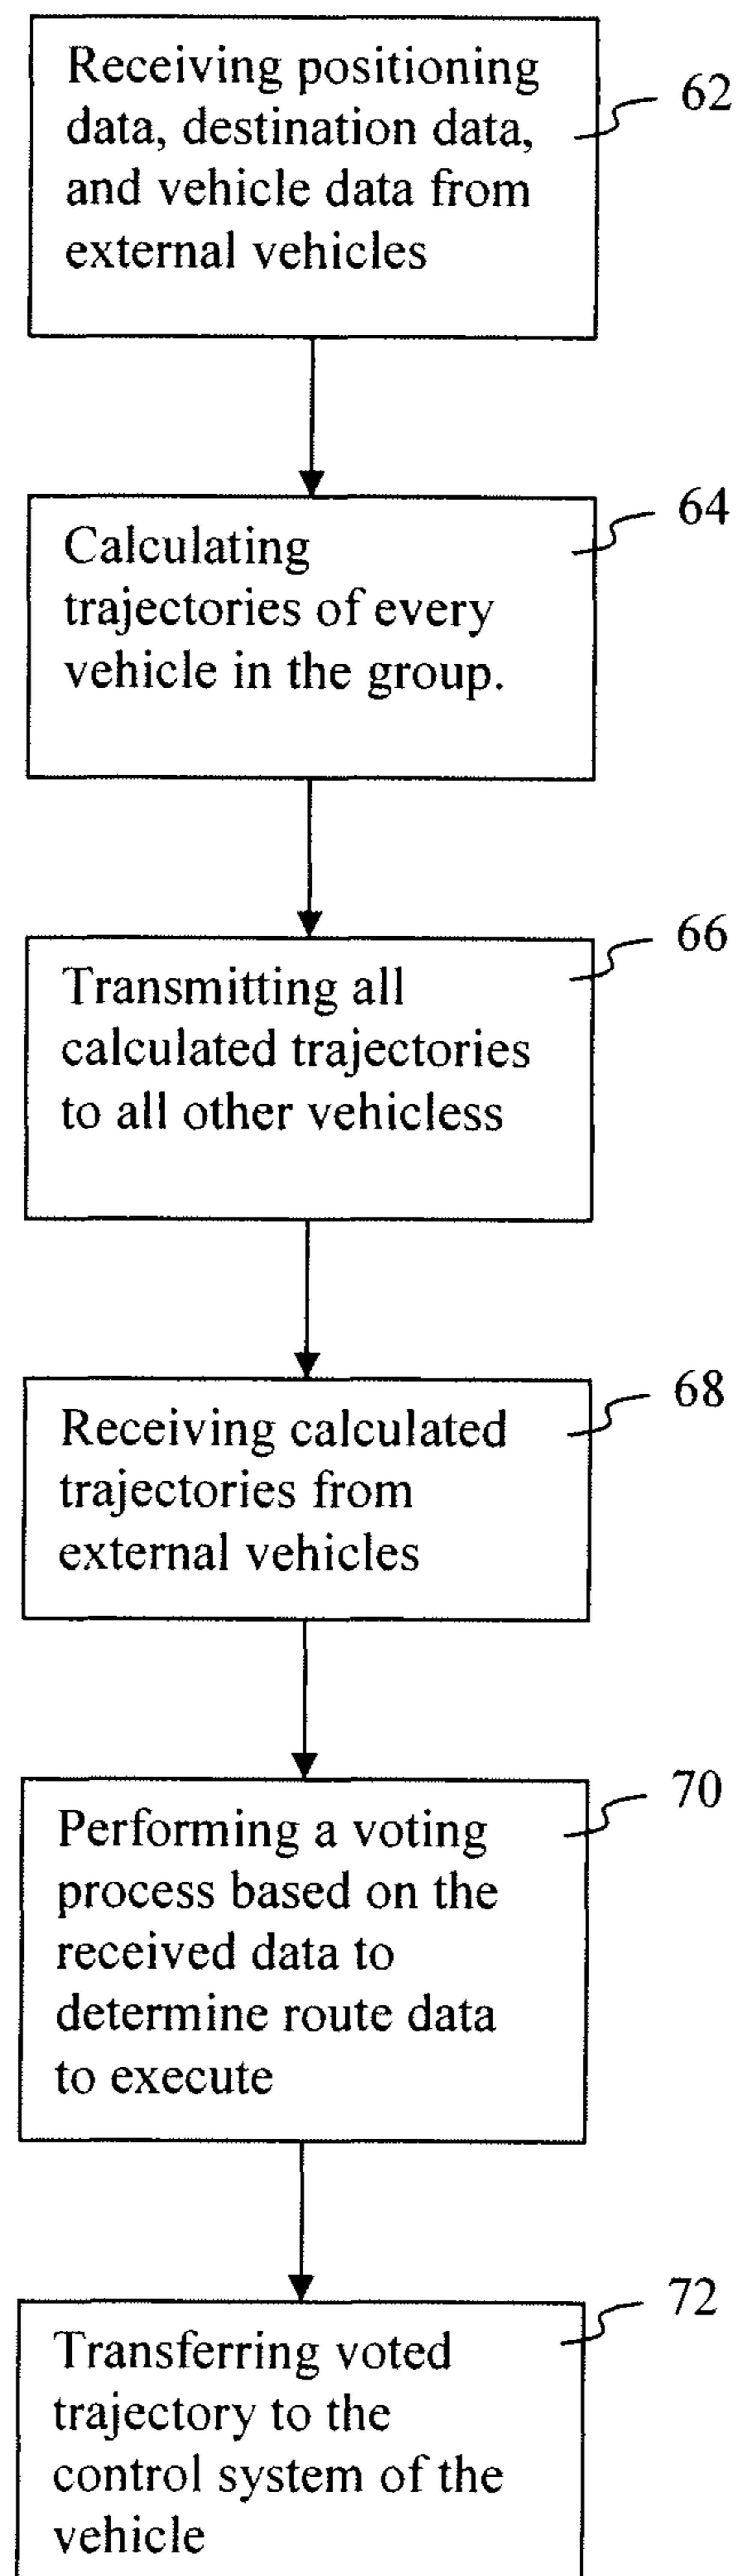 Receiving positioning
data, destination data,
and vehicle data from
external vehicles
62
Calculating
trajectories of every
vehicle in the group.
64
Transmitting all
calculated trajectories
to all other vehicless
66
Receiving calculated
trajectories from
external vehicles
68
Performing a voting
process based on the
received data to
determine route data
to execute
70
Transferring voted
trajectory to the
control system of the
vehicle
72